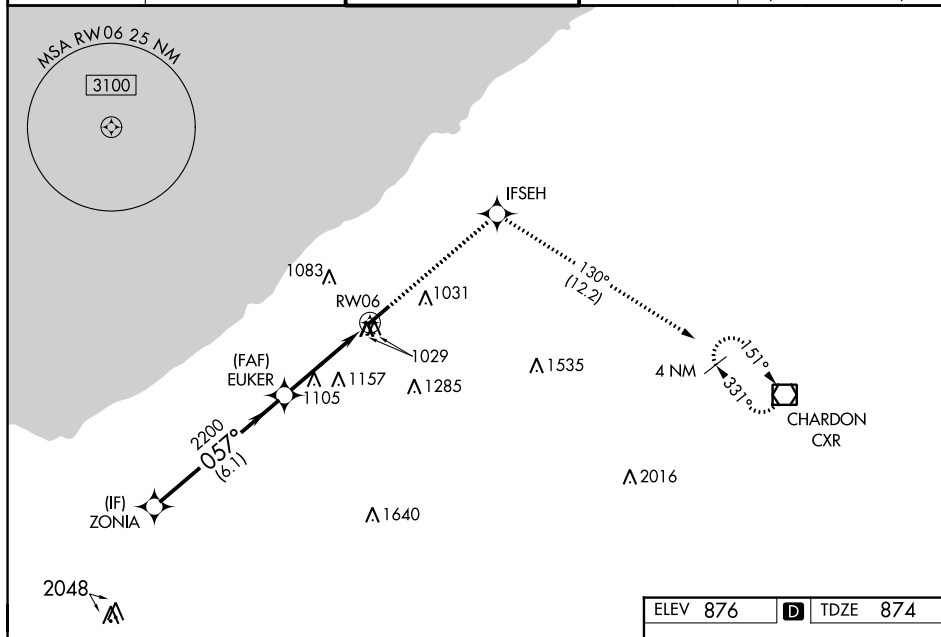 MSA RW06 25 NM
3100
IFSEH
130°
(12.2)
1083
RW06
1031
1029
(FAF)
EUKER
1105
1157
1285
1535
4 NM
151°
331°
CHARDON
CXR
2200
057°
(6.1)
(IF)
ZONIA
2016
1640
2048
ELEV 876 D TDZE 874